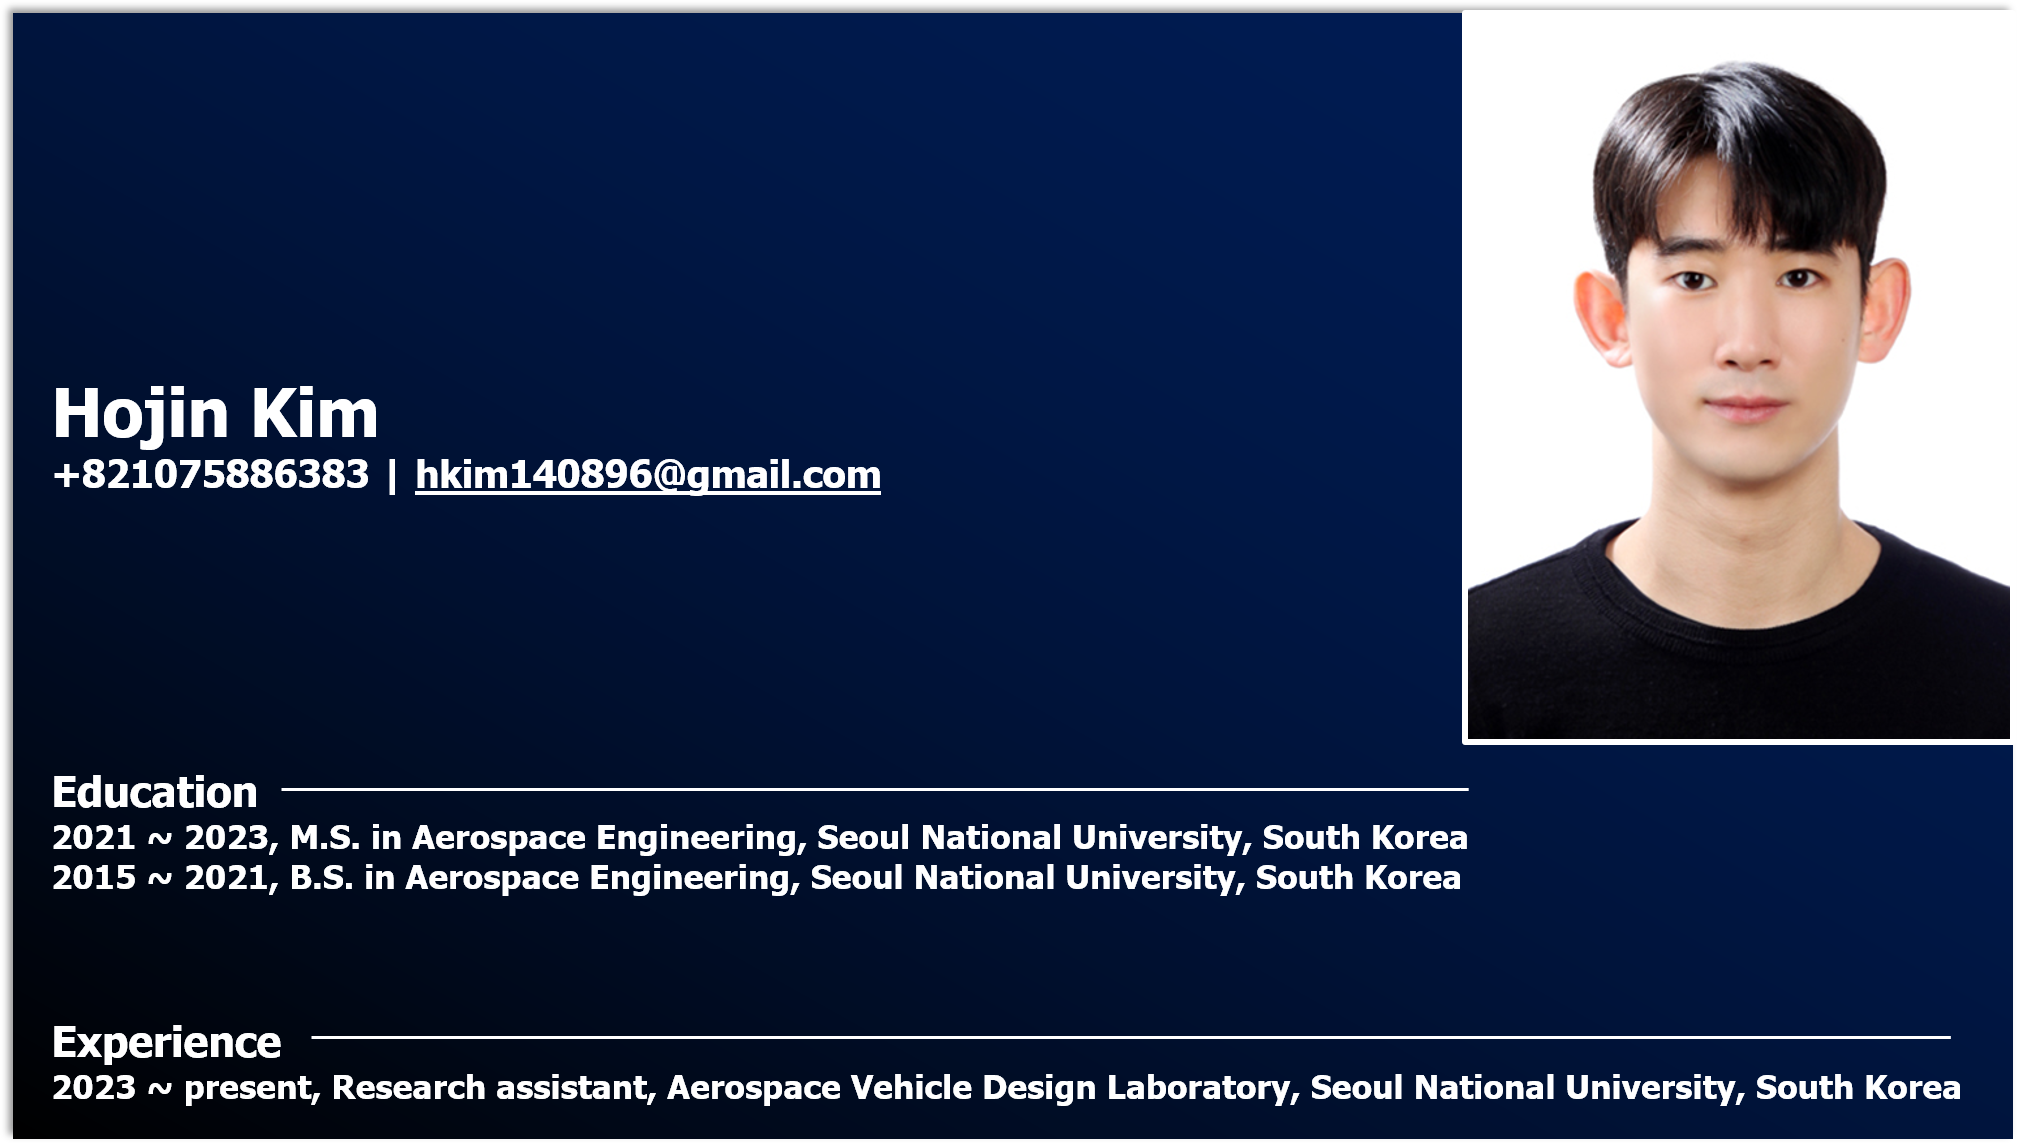 Hojin Kim
+821075886383 | hkim140896@gmail.com
Education
2021 ~ 2023, M.S. in Aerospace Engineering, Seoul National University, South Korea
2015 ~ 2021, B.S. in Aerospace Engineering, Seoul National University, South Korea
Experience
2023 ~ present, Research assistant, Aerospace Vehicle Design Laboratory, Seoul National University, South Korea